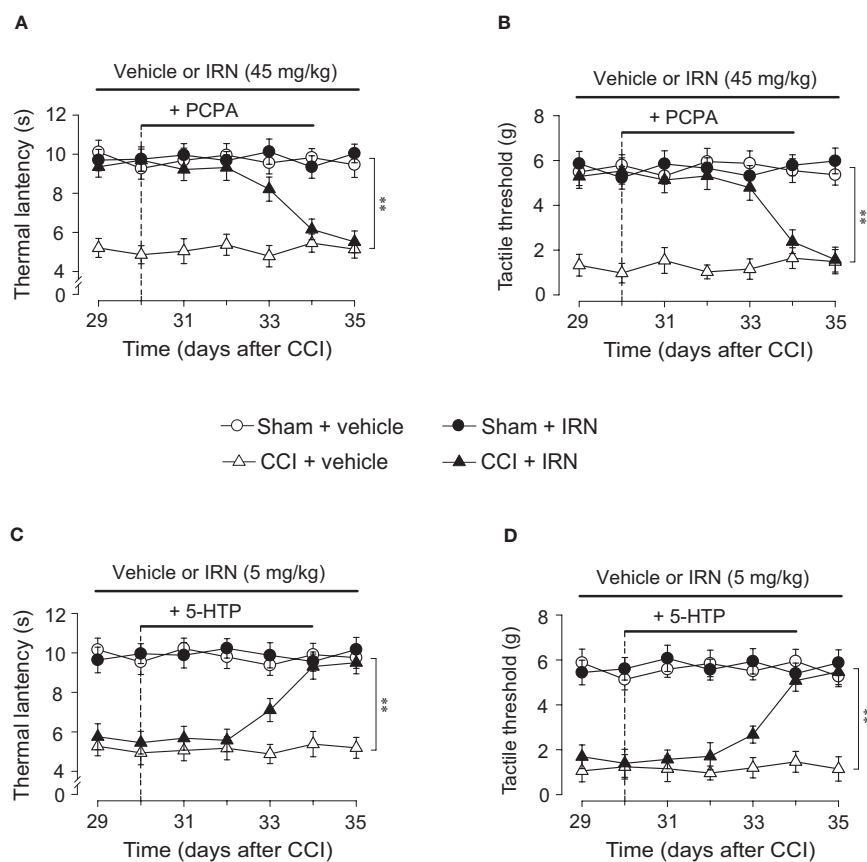 A
Vehicle or IRN (45 mg/kg)
+ PCPA
Thermal lantency (s)
12
10
8
6
4
0
**
29 31 33 35
Time (days after CCI)
B
Vehicle or IRN (45 mg/kg)
+ PCPA
Tactile threshold (g)
8
6
4
2
0
**
29 31 33 35
Time (days after CCI)
Sham + vehicle Sham + IRN
CCI + vehicle CCI + IRN
C
Vehicle or IRN (5 mg/kg)
+ 5-HTP
Thermal lantency (s)
12
10
8
6
4
0
**
29 31 33 35
Time (days after CCI)
D
Vehicle or IRN (5 mg/kg)
+ 5-HTP
Tactile threshold (g)
8
6
4
2
0
**
29 31 33 35
Time (days after CCI)